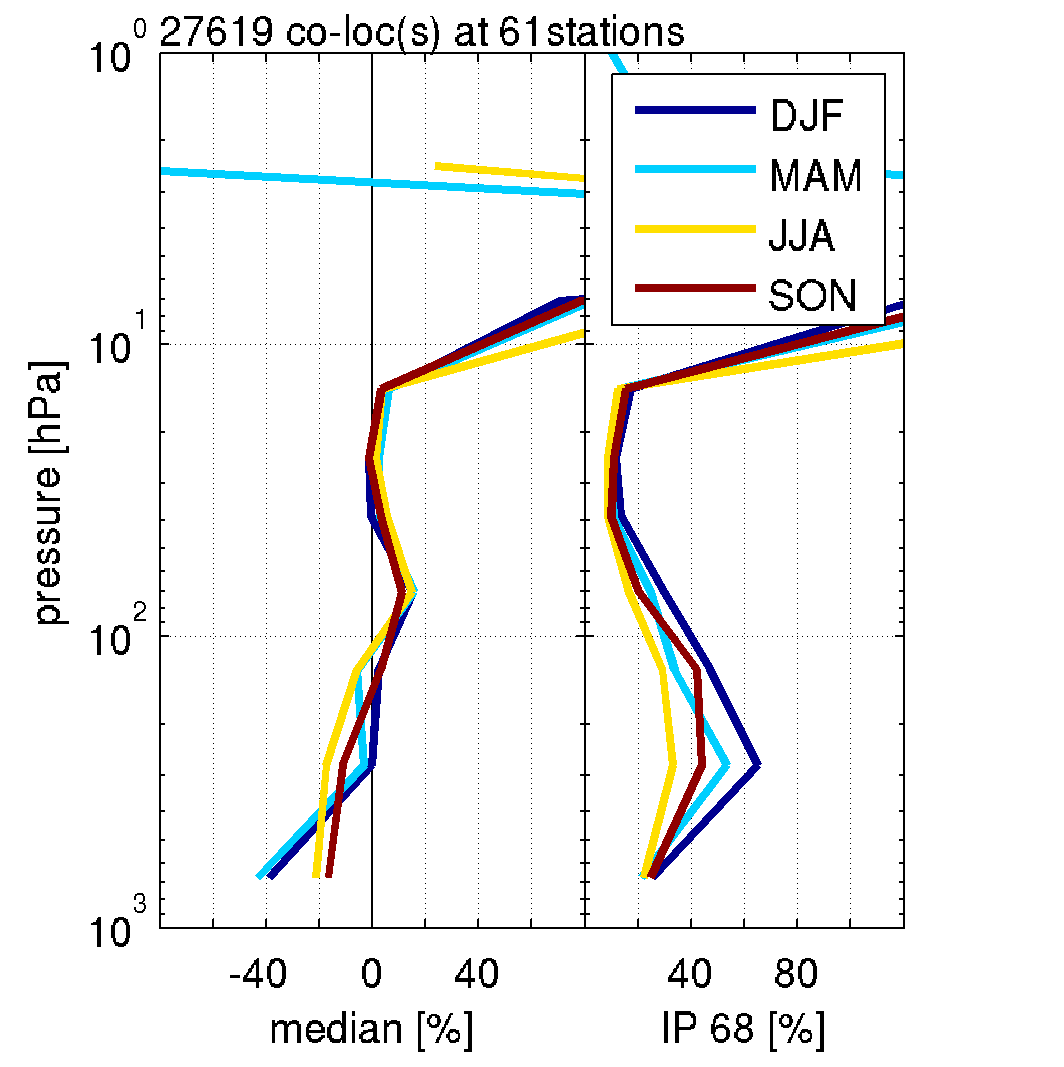 27619 co-loc(s) at 61stations
10^0
10^1
10^2
10^3
pressure [hPa]
DJF
MAM
JJA
SON
-40 0 40
40 80
median [%]
IP 68 [%]